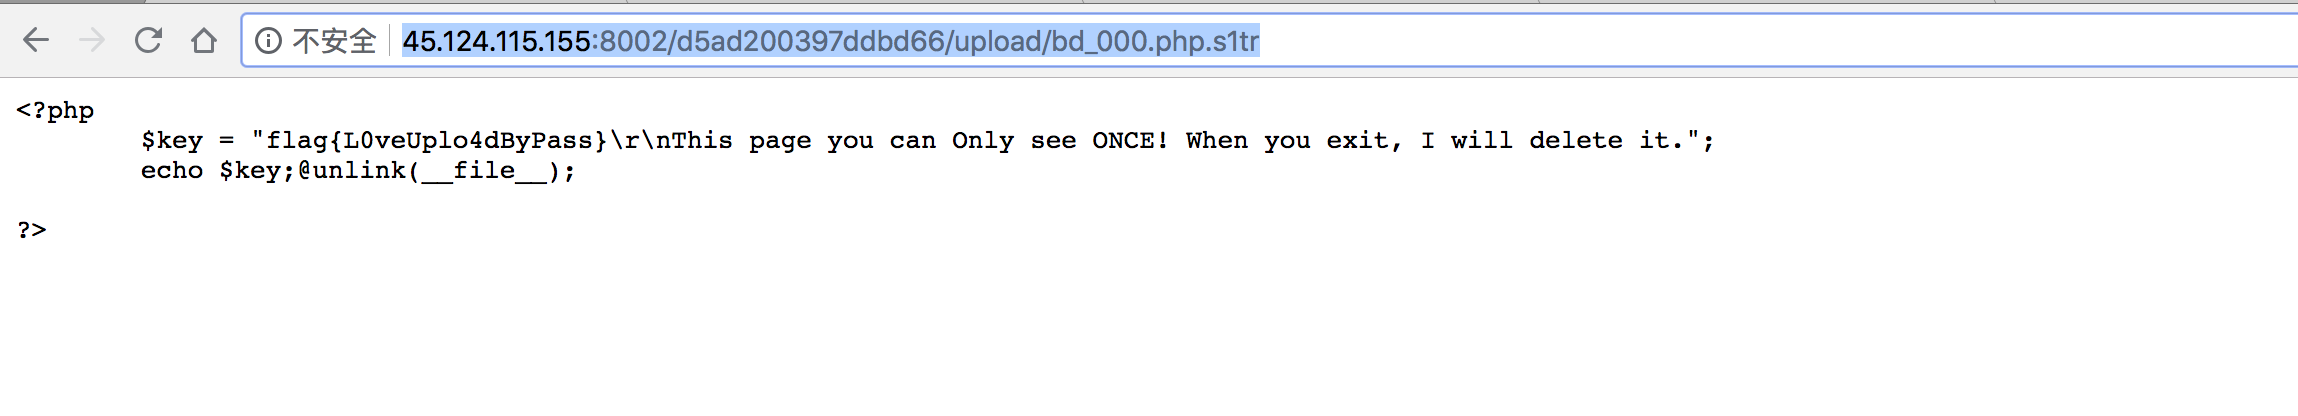 不安全 45.124.115.155:8002/d5ad200397ddbd66/upload/bd_000.php.s1tr
<?php
$key = "flag{L0veUplo4dByPass}\r\nThis page you can Only see ONCE! When you exit, I will delete it.";
echo $key;@unlink(__file__);
?>